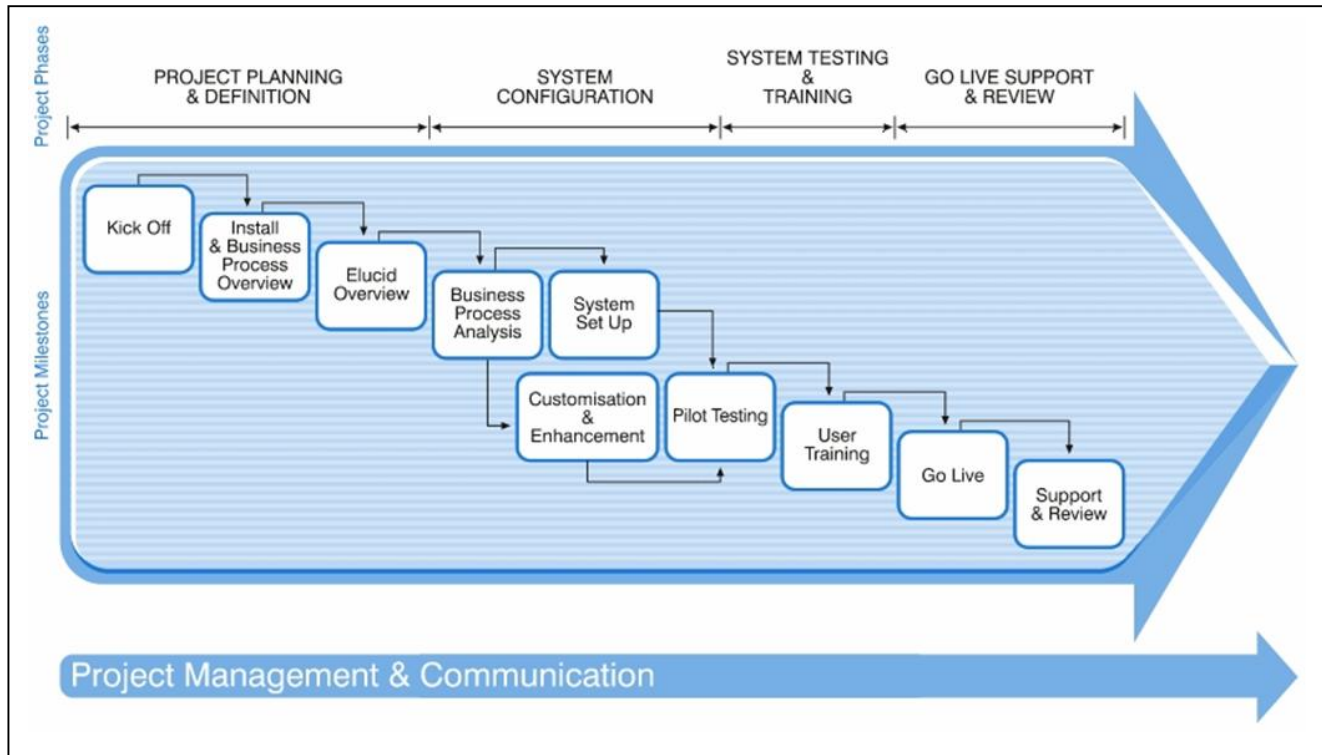 Project Phases
PROJECT PLANNING
& DEFINITION
SYSTEM
CONFIGURATION
SYSTEM TESTING
&
TRAINING
GO LIVE SUPPORT
& REVIEW
Project Milestones
Kick Off
Install
& Business
Process
Overview
Elucid
Overview
Business
Process
Analysis
System
Set Up
Customisation
&
Enhancement
Pilot Testing
User
Training
Go Live
Support
& Review
Project Management & Communication